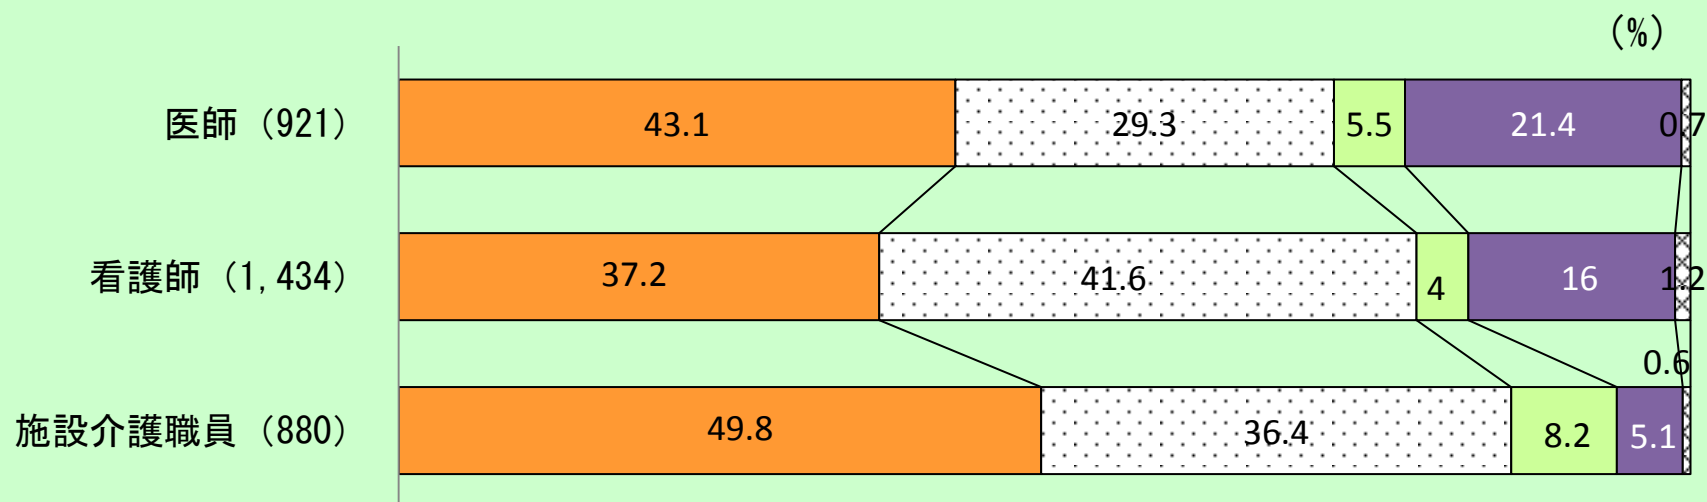 (%)
医師（921） 43.1 29.3 5.5 21.4 0.7
看護師（1,434） 37.2 41.6 4 16 1.2
0.6
施設介護職員（880） 49.8 36.4 8.2 5.1